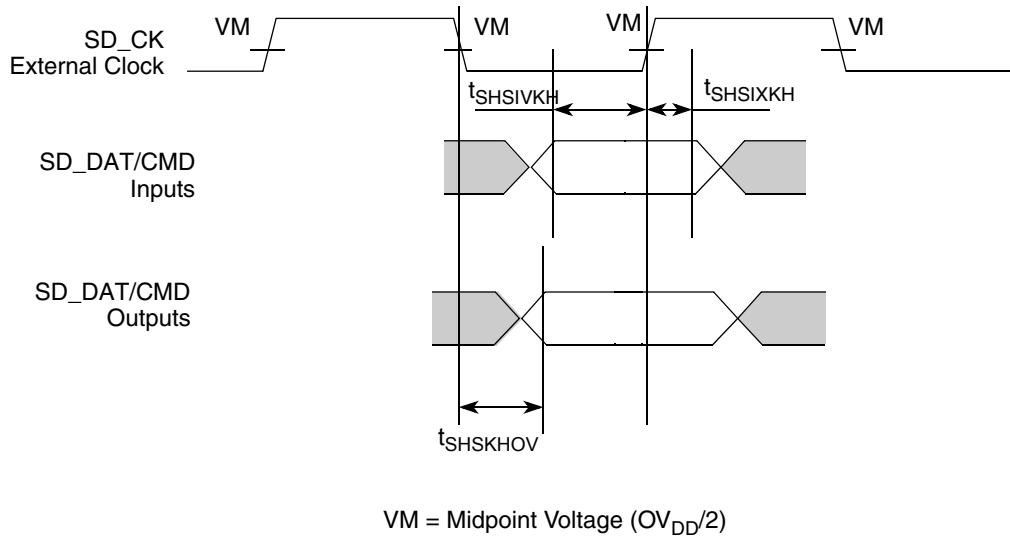 VM VM VM VM
SD_CK
External Clock
tSHSIVKH tSHSIXKH
SD_DAT/CMD
Inputs
SD_DAT/CMD
Outputs
tSHSKHOV
VM = Midpoint Voltage (OVDD/2)